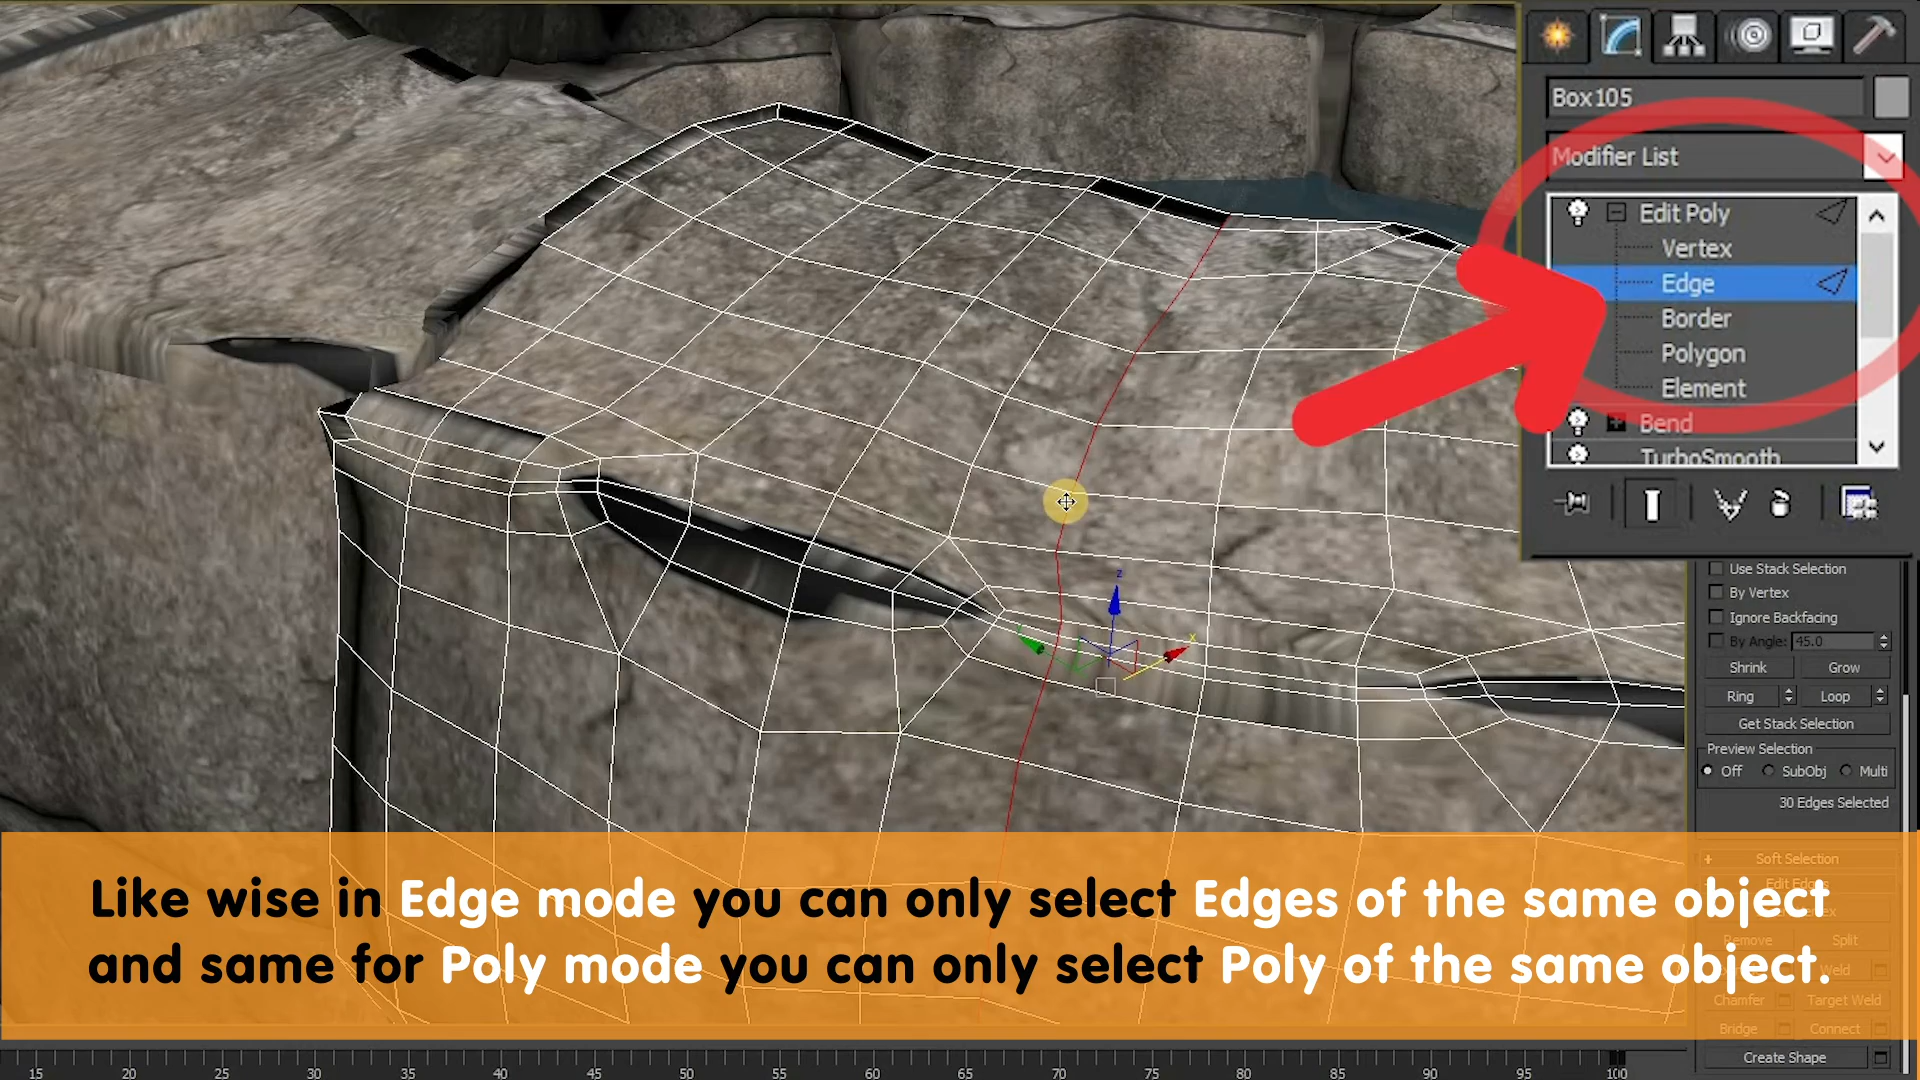 Box105
Modifier List
Edit Poly
Vertex
Edge
Border
Polygon
Element
Bend
TurboSmooth
Use Stack Selection
By Vertex
Ignore Backfacing
By Angle: 45.0
Shrink Grow
Ring Loop
Get Stack Selection
Preview Selection
Off SubObj Multi
30 Edges Selected
z
x
Soft Selection
Like wise in Edge mode you can only select Edges of the same object
and same for Poly mode you can only select Poly of the same object.
Remove Split
Weld
Chamfer Target Weld
Bridge Connect
Create Shape
15 20 25 30 35 40 45 50 55 60 65 70 75 80 85 90 95 100